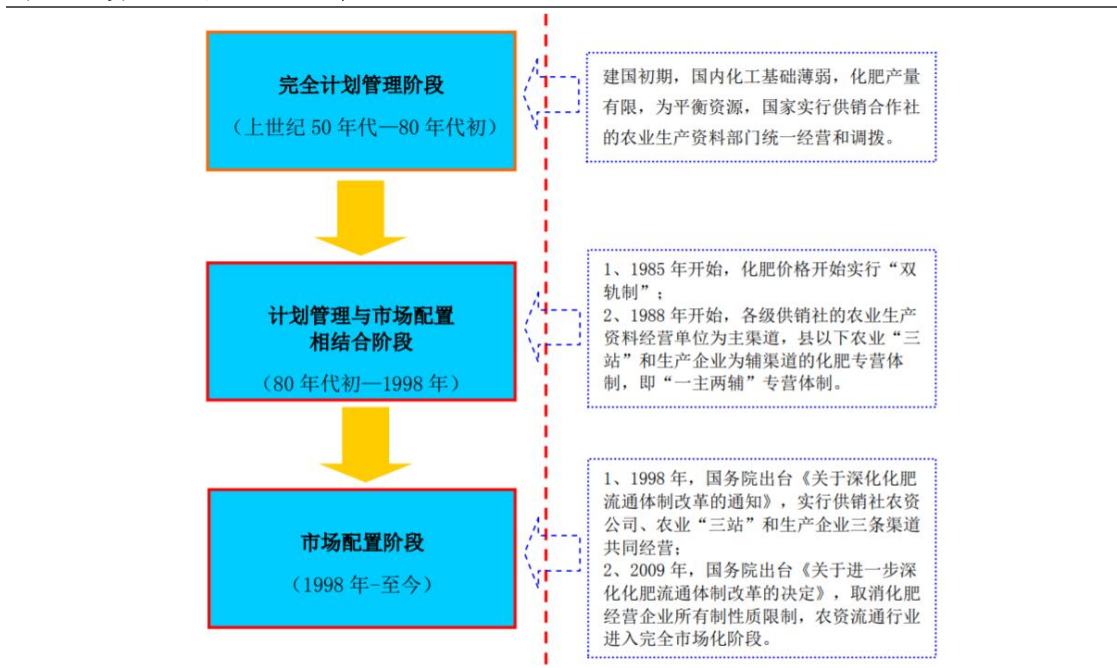 完全计划管理阶段
（上世纪 50 年代—80 年代初）
建国初期，国内化工基础薄弱，化肥产量
有限，为平衡资源，国家实行供销合作社
的农业生产资料部门统一经营和调拨。
计划管理与市场配置
相结合阶段
（80 年代初—1998 年）
1、1985 年开始，化肥价格开始实行“双
轨制”；
2、1988 年开始，各级供销社的农业生产
资料经营单位为主渠道，县以下农业“三
站”和生产企业为辅渠道的化肥专营体
制，即“一主两辅”专营体制。
市场配置阶段
（1998 年-至今）
1、1998 年，国务院出台《关于深化化肥
流通体制改革的通知》，实行供销社农资
公司、农业“三站”和生产企业三条渠道
共同经营；
2、2009 年，国务院出台《关于进一步深
化化肥流通体制改革的决定》，取消化肥
经营企业所有制性质限制，农资流通行业
进入完全市场化阶段。